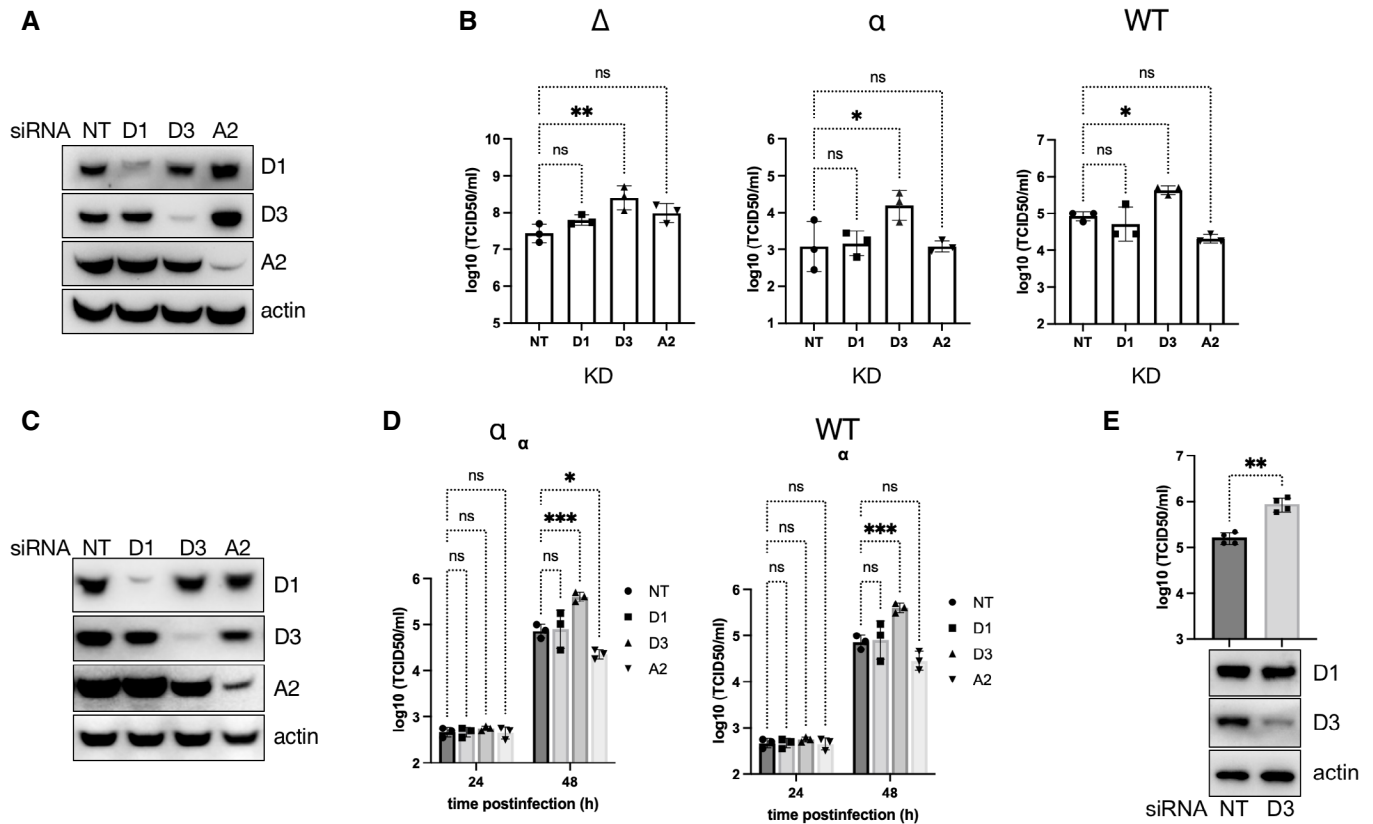 A
siRNA NT D1 D3 A2
D1
D3
A2
actin
B
Δ
ns
**
ns
log10 (TCID50/ml)
10
9
8
7
6
5
NT D1 D3 A2
KD
α
ns
*
ns
log10 (TCID50/ml)
6
5
4
3
2
1
NT D1 D3 A2
KD
WT
ns
*
ns
log10 (TCID50/ml)
7
6
5
4
3
2
NT D1 D3 A2
KD
C
siRNA NT D1 D3 A2
D1
D3
A2
actin
D
α
α
ns
ns
ns
*
***
ns
log10 (TCID50/ml)
6
5
4
3
2
24 48
time postinfection (h)
NT
D1
D3
A2
WT
α
ns
ns
ns
ns
***
ns
log10 (TCID50/ml)
6
5
4
3
2
24 48
time postinfection (h)
NT
D1
D3
A2
E
**
log10 (TCID50/ml)
7
6
5
4
3
D1
D3
actin
siRNA NT D3